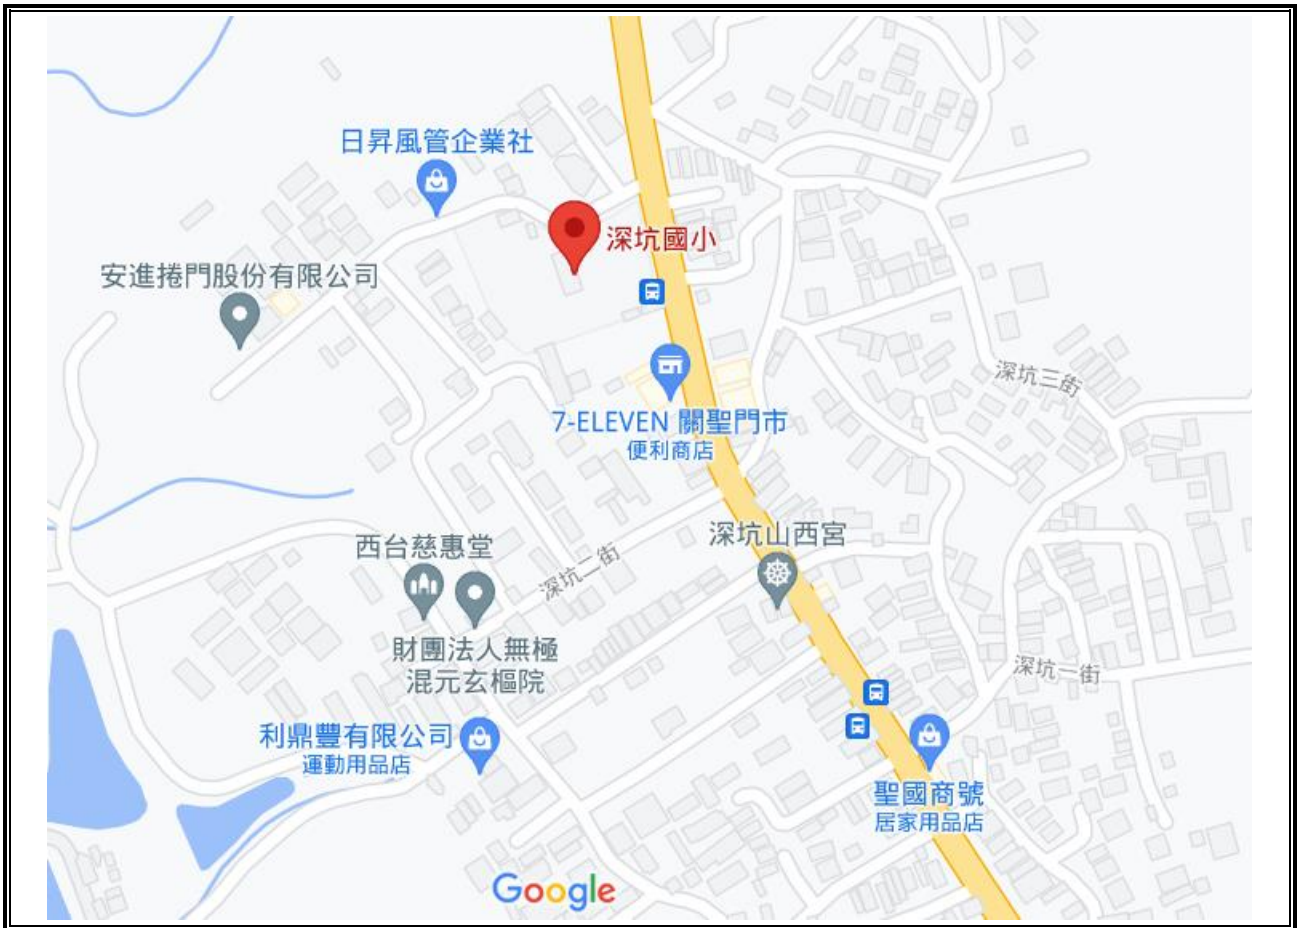 日昇風管企業社
深坑國小
安進捲門股份有限公司
深坑三街
7-ELEVEN 關聖門市
便利商店
深坑山西宮
西台慈惠堂
深坑二街
財團法人無極
混元玄樞院
深坑一街
利鼎豐有限公司
運動用品店
聖國商號
居家用品店
Google